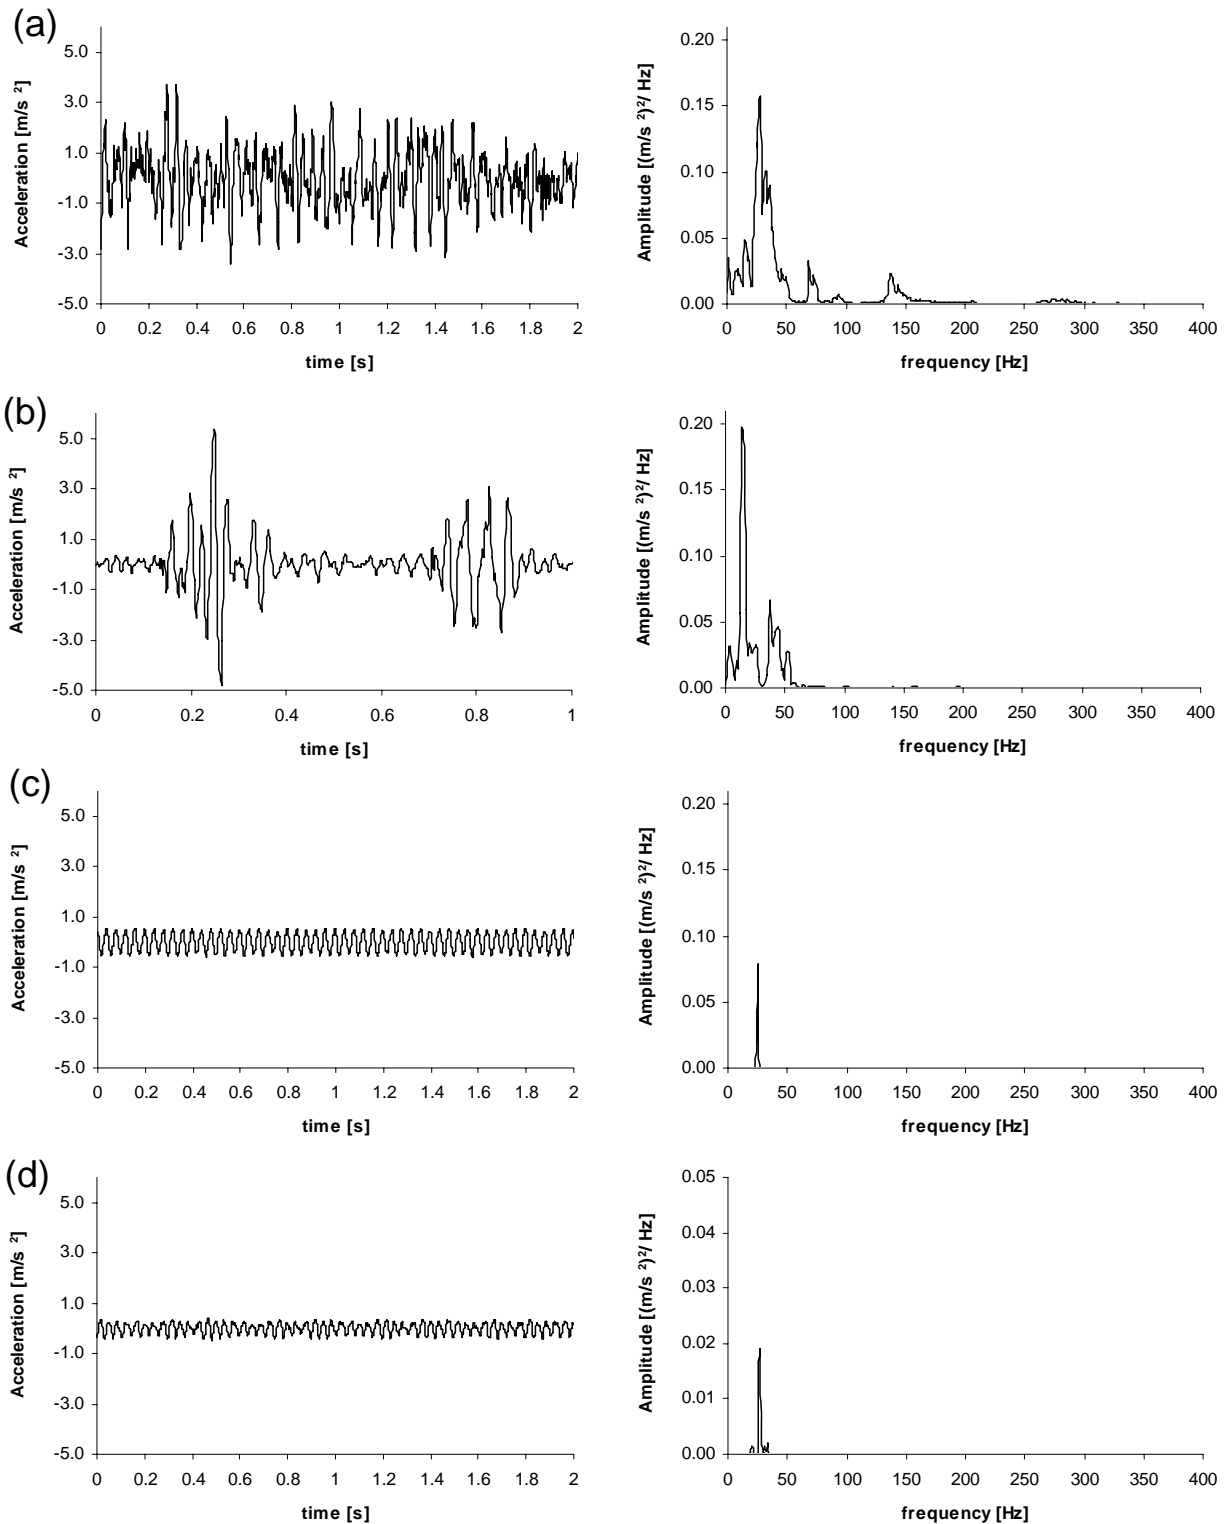 (a)
Acceleration [m/s ²]
5.0
3.0
1.0
-1.0
-3.0
-5.0
0 0.2 0.4 0.6 0.8 1 1.2 1.4 1.6 1.8 2
time [s]
Amplitude [(m/s ²)²/ Hz]
0.20
0.15
0.10
0.05
0.00
0 50 100 150 200 250 300 350 400
frequency [Hz]
(b)
Acceleration [m/s ²]
5.0
3.0
1.0
-1.0
-3.0
-5.0
0 0.2 0.4 0.6 0.8 1
time [s]
Amplitude [(m/s ²)²/ Hz]
0.20
0.15
0.10
0.05
0.00
0 50 100 150 200 250 300 350 400
frequency [Hz]
(c)
Acceleration [m/s ²]
5.0
3.0
1.0
-1.0
-3.0
-5.0
0 0.2 0.4 0.6 0.8 1 1.2 1.4 1.6 1.8 2
time [s]
Amplitude [(m/s ²)²/ Hz]
0.20
0.15
0.10
0.05
0.00
0 50 100 150 200 250 300 350 400
frequency [Hz]
(d)
Acceleration [m/s ²]
5.0
3.0
1.0
-1.0
-3.0
-5.0
0 0.2 0.4 0.6 0.8 1 1.2 1.4 1.6 1.8 2
time [s]
Amplitude [(m/s ²)²/ Hz]
0.05
0.04
0.03
0.02
0.01
0.00
0 50 100 150 200 250 300 350 400
frequency [Hz]